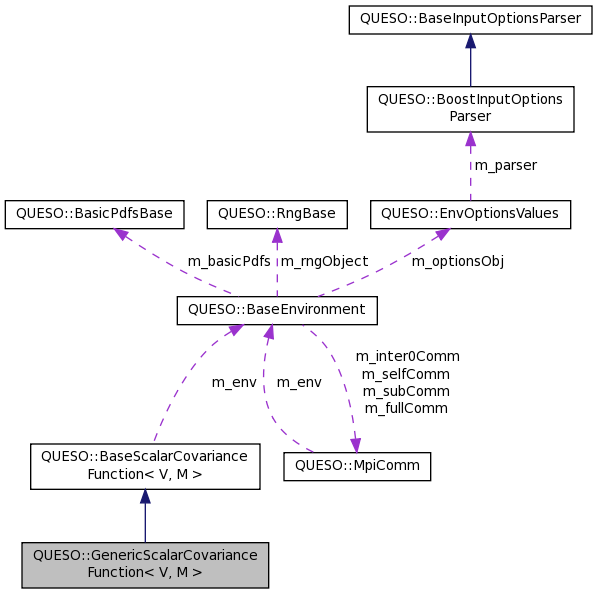 QUESO::BaseInputOptionsParser
QUESO::BoostInputOptions
Parser
m_parser
QUESO::BasicPdfsBase
QUESO::RngBase
QUESO::EnvOptionsValues
m_basicPdfs
m_rngObject
m_optionsObj
QUESO::BaseEnvironment
m_env
m_env
m_inter0Comm
m_selfComm
m_subComm
m_fullComm
QUESO::BaseScalarCovariance
Function< V, M >
QUESO::MpiComm
QUESO::GenericScalarCovariance
Function< V, M >